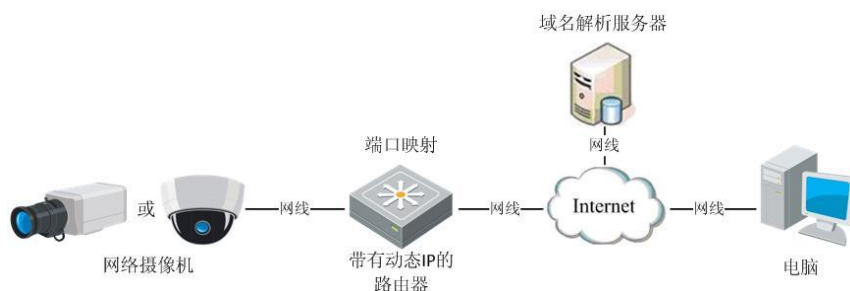 域名解析服务器
网线
端口映射
或
网线
网线
Internet
网线
网络摄像机
带有动态IP的
路由器
电脑